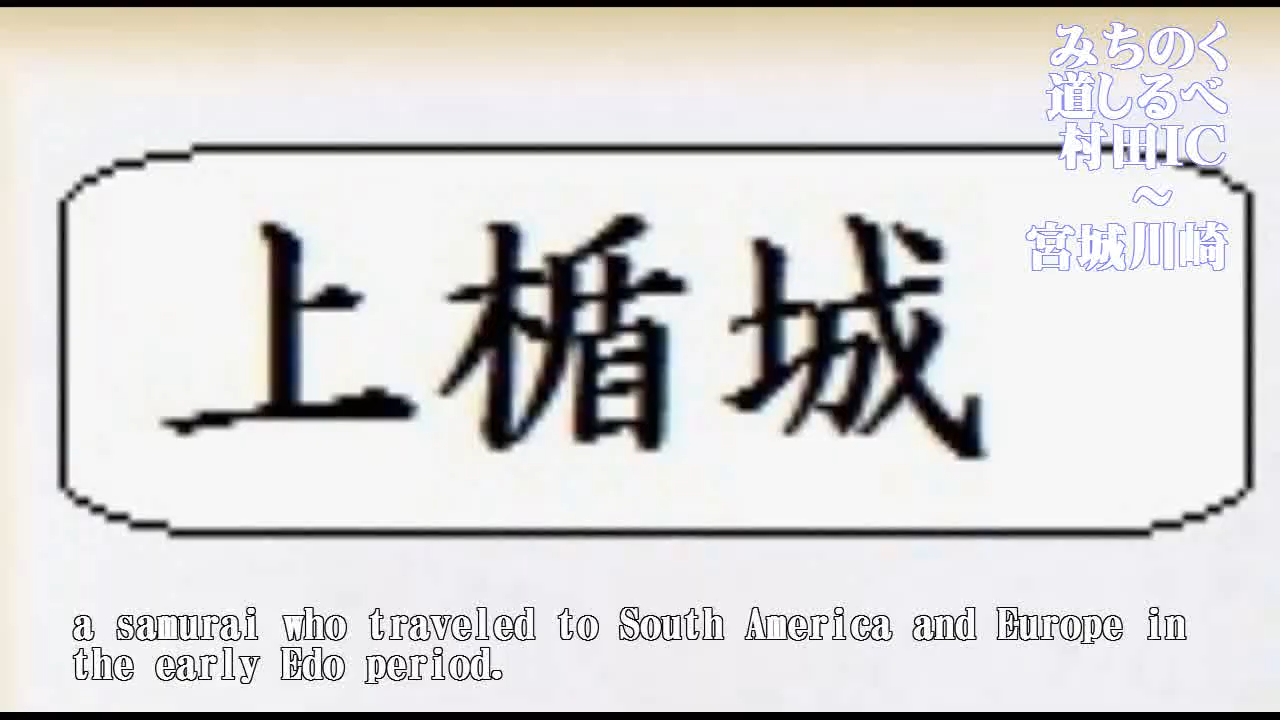 みちのく
道しるべ
村田IC
～
宮城川崎
上楯城
a samurai who traveled to South America and Europe in
the early Edo period.